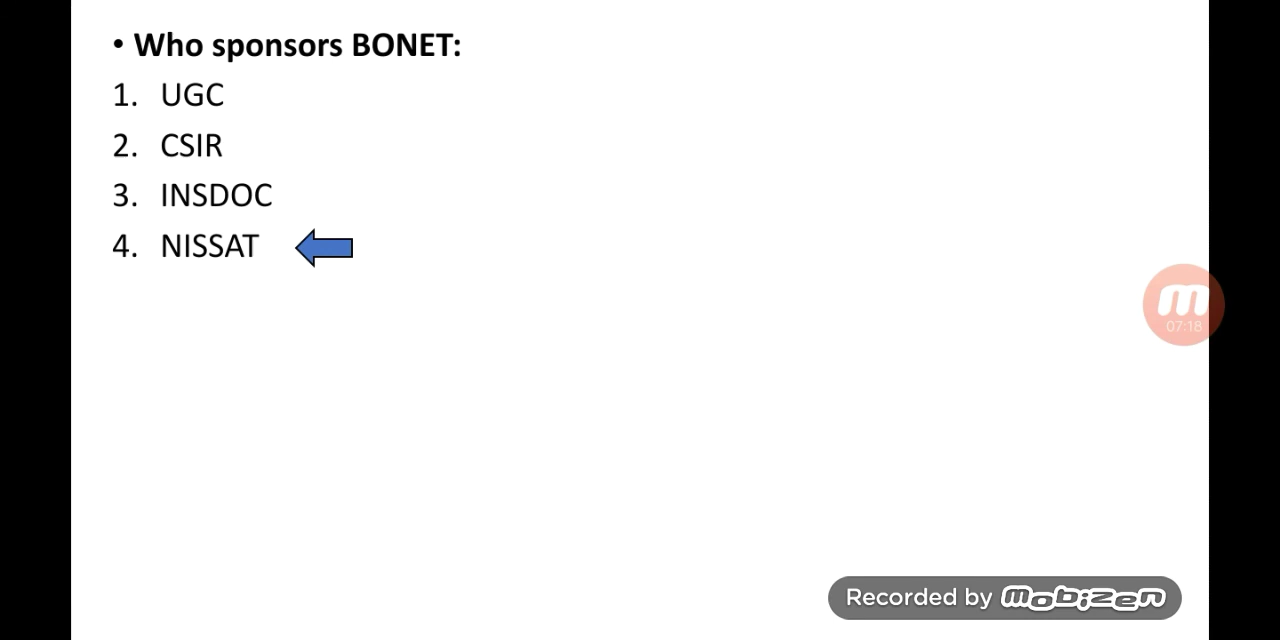 • Who sponsors BONET:
1. UGC
2. CSIR
3. INSDOC
4. NISSAT
m
07:18
Recorded by mobizen